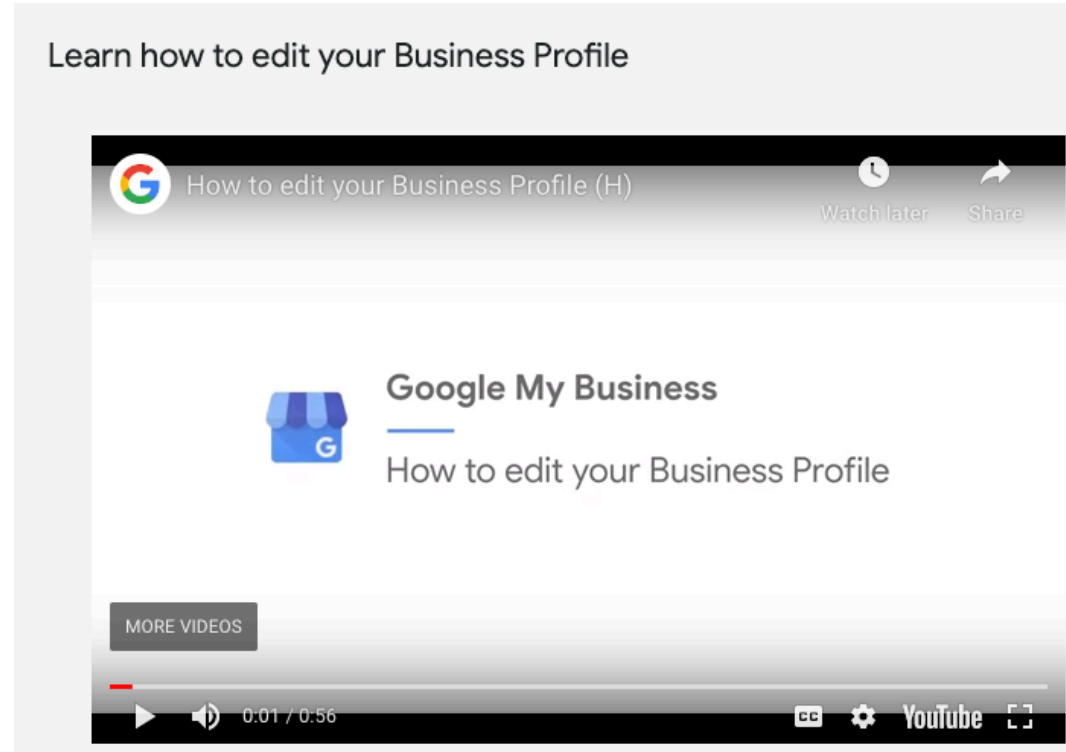 Learn how to edit your Business Profile
G How to edit your Business Profile (H)
Watch later Share
Google My Business
G
How to edit your Business Profile
MORE VIDEOS
0:01 / 0:56 CC YouTube